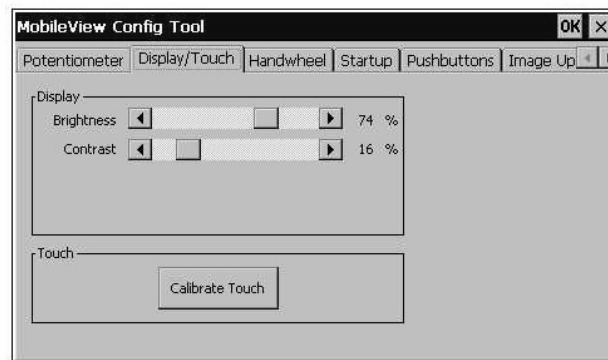 MobileView Config Tool OK ×
Potentiometer Display/Touch Handwheel Startup Pushbuttons Image Up
Display
Brightness 74 %
Contrast 16 %
Touch
Calibrate Touch